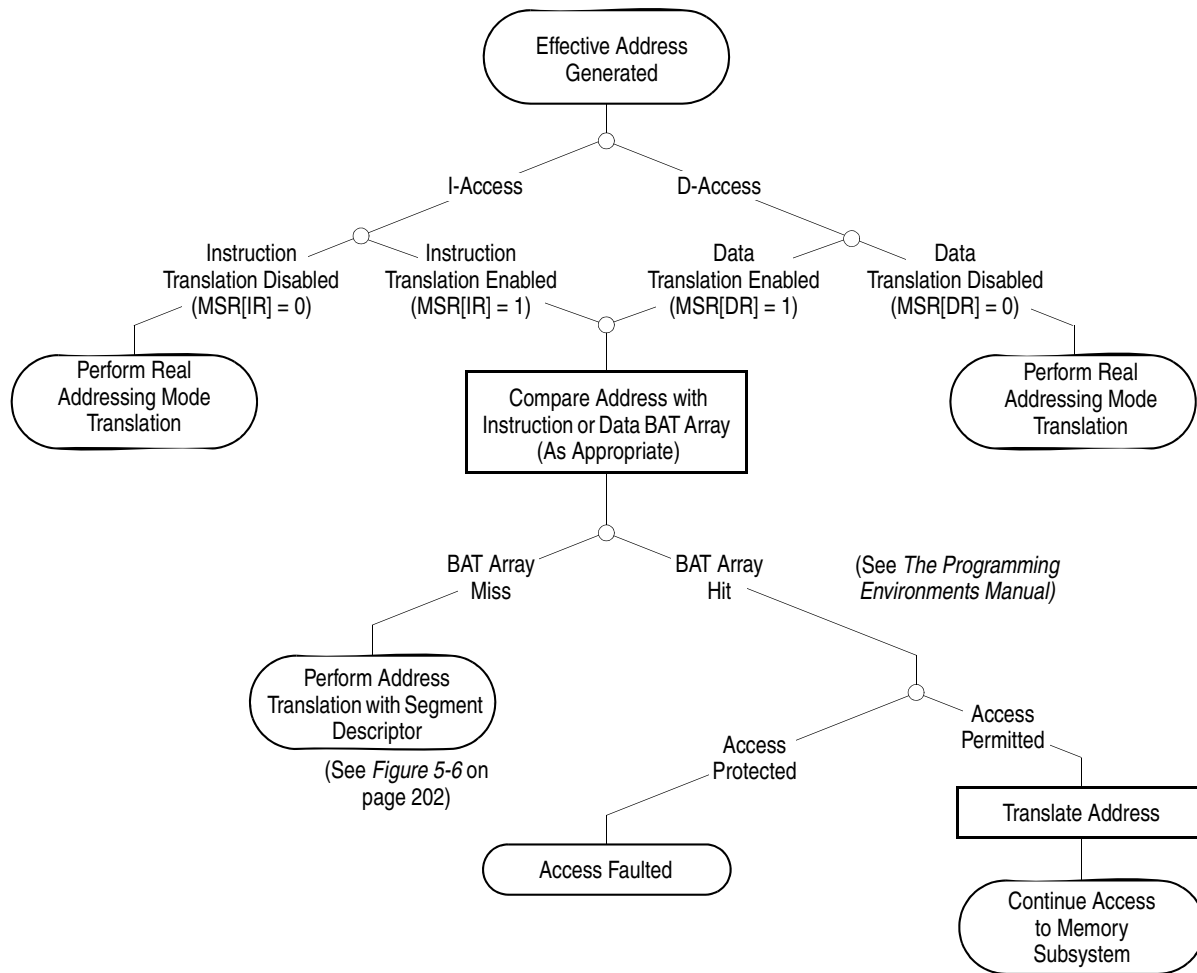 Effective Address
Generated
I-Access
D-Access
Instruction
Translation Disabled
(MSR[IR] = 0)
Instruction
Translation Enabled
(MSR[IR] = 1)
Data
Translation Enabled
(MSR[DR] = 1)
Data
Translation Disabled
(MSR[DR] = 0)
Perform Real
Addressing Mode
Translation
Compare Address with
Instruction or Data BAT Array
(As Appropriate)
Perform Real
Addressing Mode
Translation
BAT Array
Miss
BAT Array
Hit
(See The Programming
Environments Manual)
Perform Address
Translation with Segment
Descriptor
(See Figure 5-6 on
page 202)
Access
Protected
Access
Permitted
Access Faulted
Translate Address
Continue Access
to Memory
Subsystem